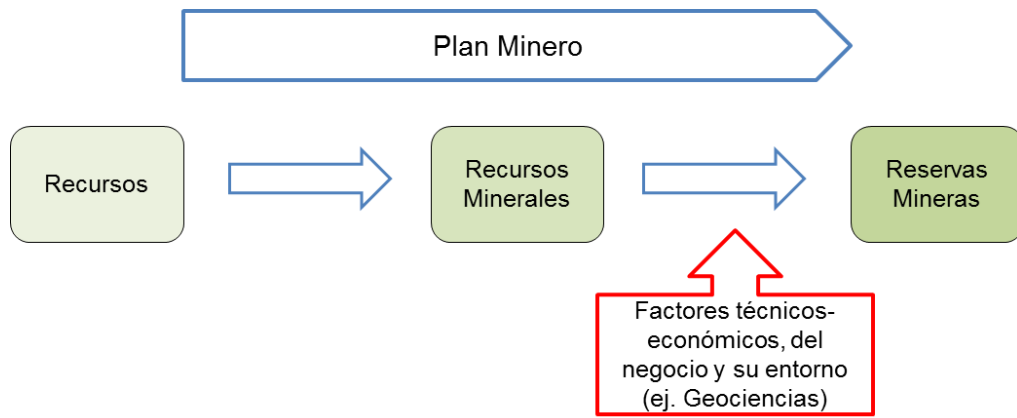 Plan Minero
Recursos
Recursos
Minerales
Reservas
Mineras
Factores técnicos-
económicos, del
negocio y su entorno
(ej. Geociencias)